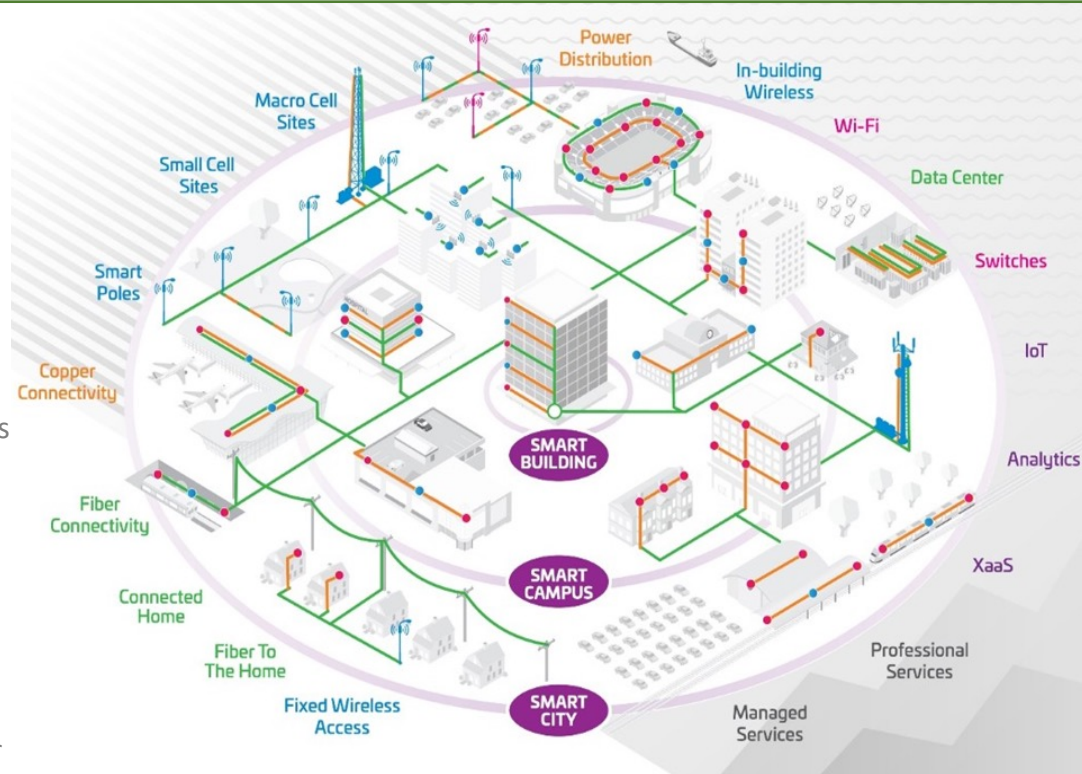 Power
Distribution
In-building
Wireless
Macro Cell
Sites
Wi-Fi
Small Cell
Sites
Data Center
Smart
Poles
Switches
HOSPITAL
IoT
Copper
Connectivity
S
SMART
BUILDING
Analytics
Fiber
Connectivity
XaaS
SMART
CAMPUS
Connected
Home
Fiber To
The Home
Professional
Services
Fixed Wireless
Access
SMART
CITY
Managed
Services